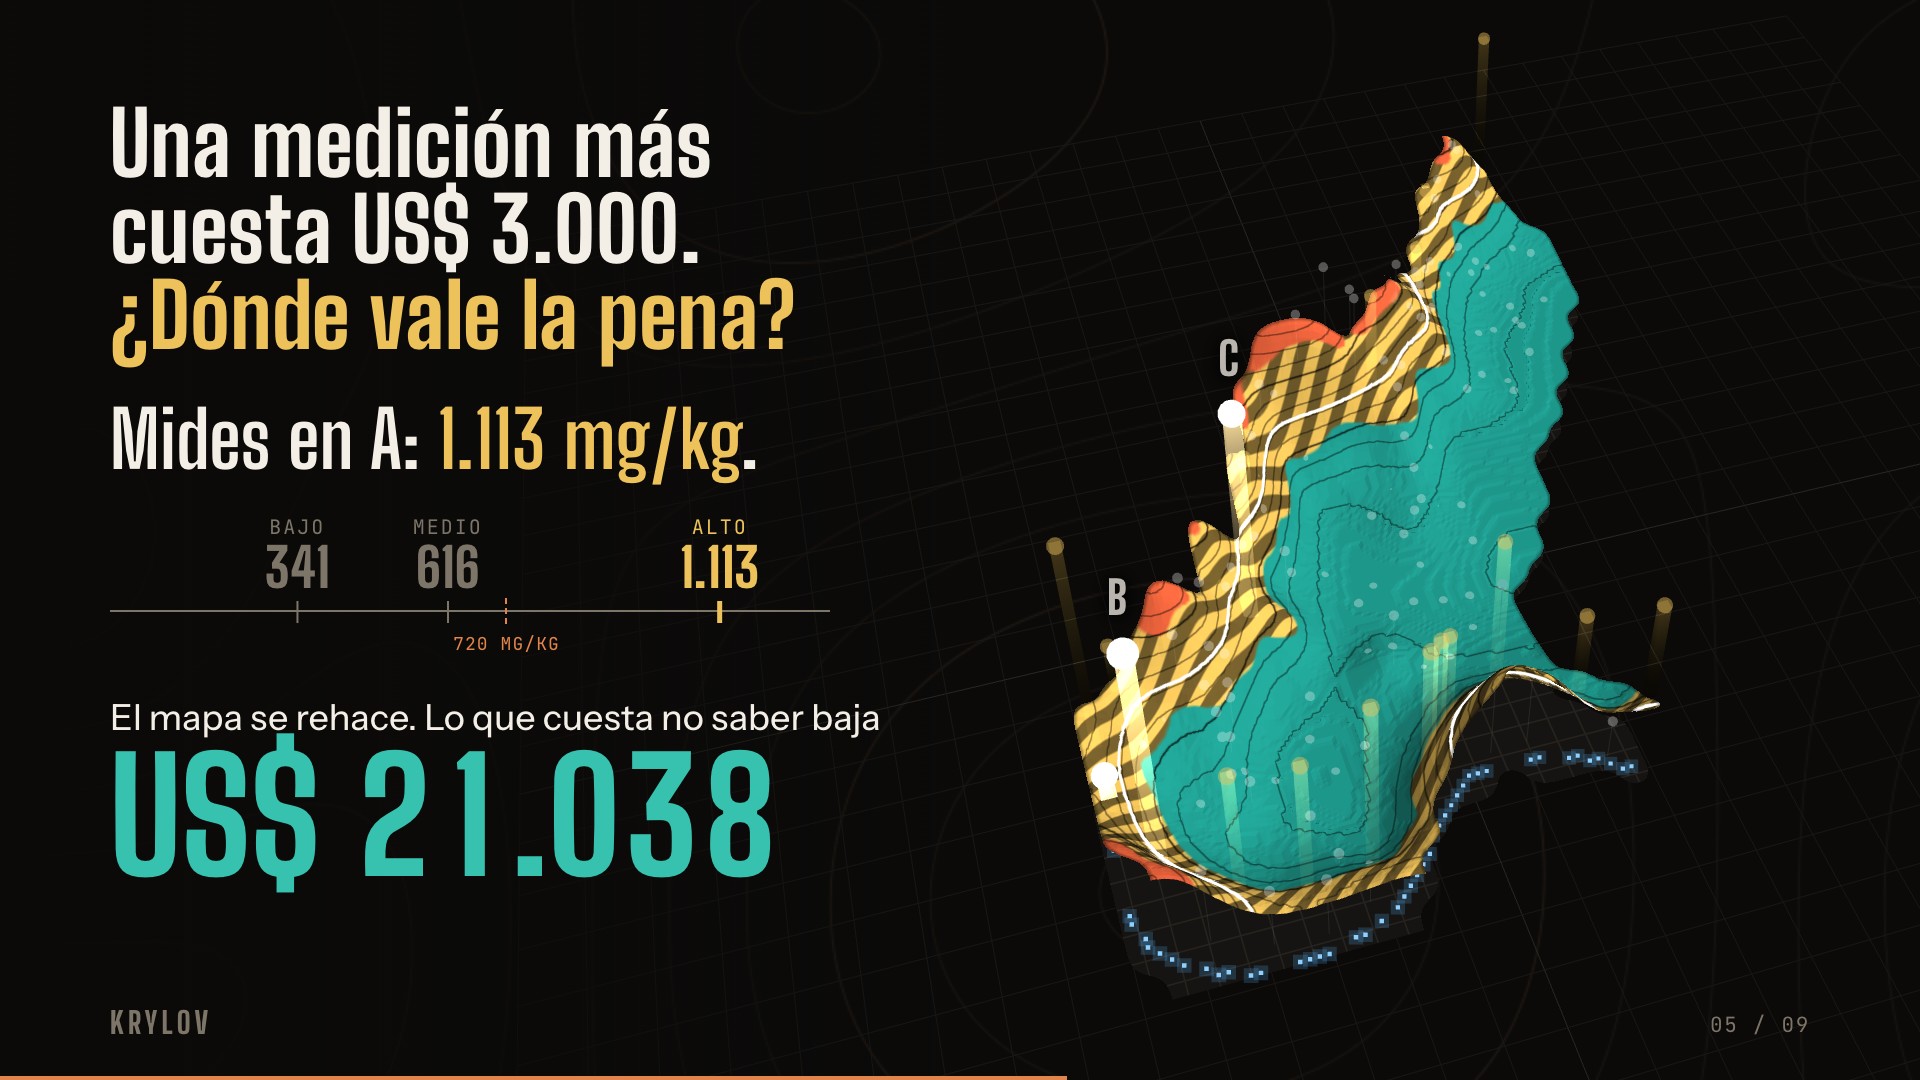 Una medición más
cuesta US$ 3.000.
¿Dónde vale la pena?
Mides en A: 1.113 mg/kg.
BAJO MEDIO ALTO
341 616 1.113
720 MG/KG
El mapa se rehace. Lo que cuesta no saber baja
US$ 21.038
C
B
KRYLOV
05 / 09